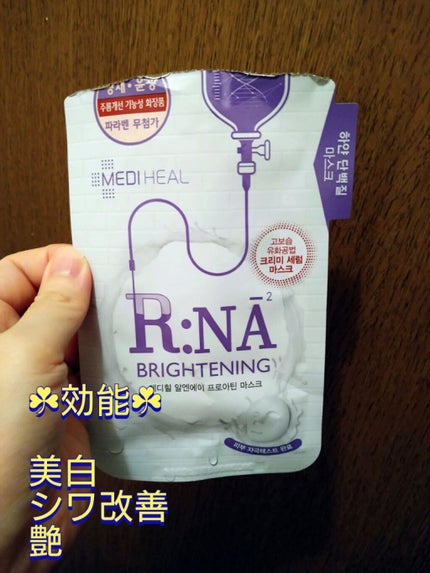 주름개선 기능성 화장품
파라벤 무첨가
MEDIHEAL
하얀 단백질
마스크
고보습
유화공법
크리미 세럼
마스크
R:NĀ2
BRIGHTENING
메디힐 알엔에이 프로아틴 마스크
피부 자극테스트 완료
☘効能☘
美白
シワ改善
艶